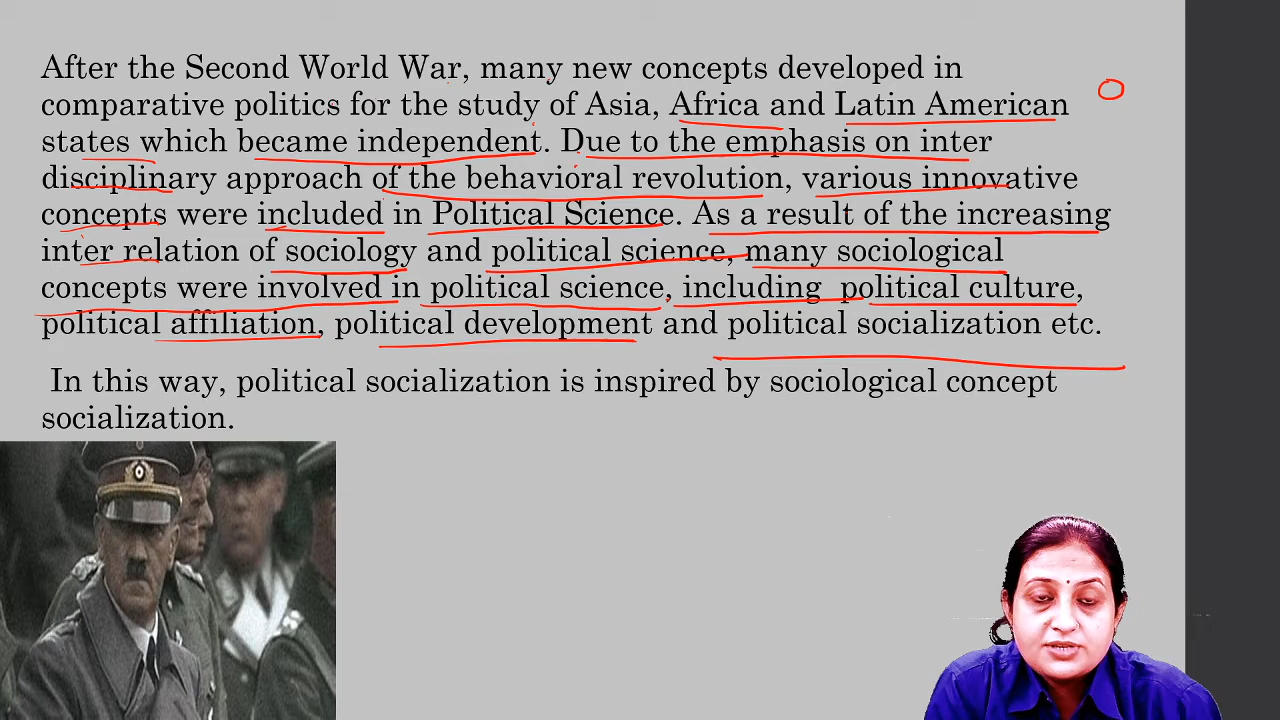 After the Second World War, many new concepts developed in
comparative politics for the study of Asia, Africa and Latin American
states which became independent. Due to the emphasis on inter
disciplinary approach of the behavioral revolution, various innovative
concepts were included in Political Science. As a result of the increasing
inter relation of sociology and political science, many sociological
concepts were involved in political science, including political culture,
political affiliation, political development and political socialization etc.
In this way, political socialization is inspired by sociological concept
socialization.